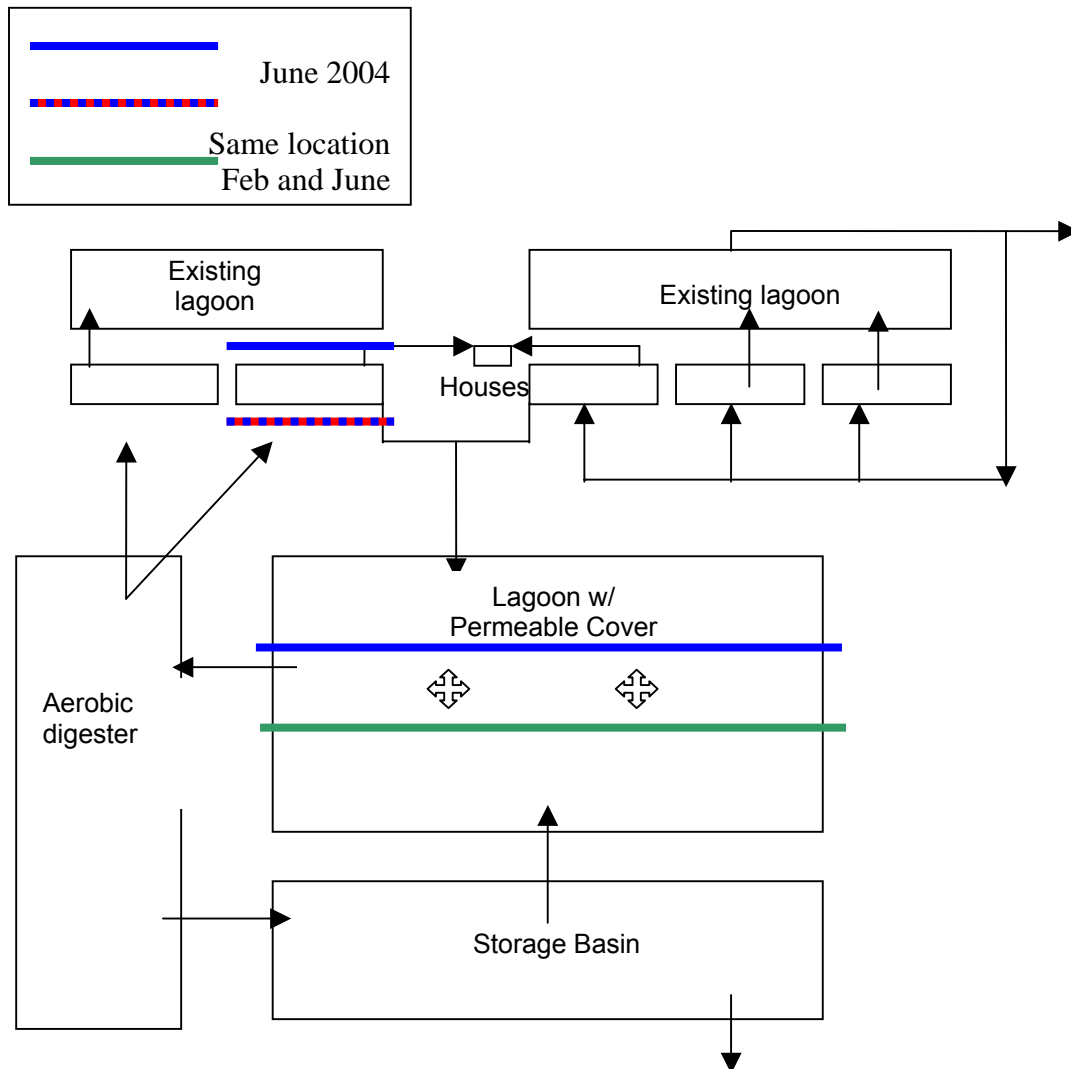 June 2004
Same location
Feb and June
Existing
lagoon
Existing lagoon
Houses
Lagoon w/
Permeable Cover
Aerobic
digester
Storage Basin